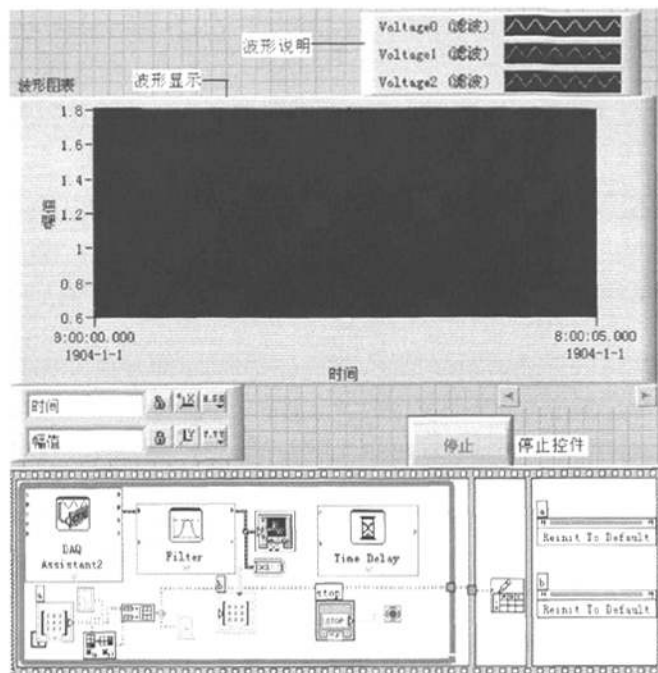 Voltage0 (滤波)
波形说明
Voltage1 (滤波)
Voltage2 (滤波)
波形图表
波形显示
1.8
1.6
1.4
1.2
1
0.8
0.6
幅值
8:00:00.000
1904-1-1
8:00:05.000
1904-1-1
时间
时间
幅值
停止
停止控件
DAQ
Assistant2
Filter
Time Delay
stop
STOP
a
Reinit To Default
b
Reinit To Default